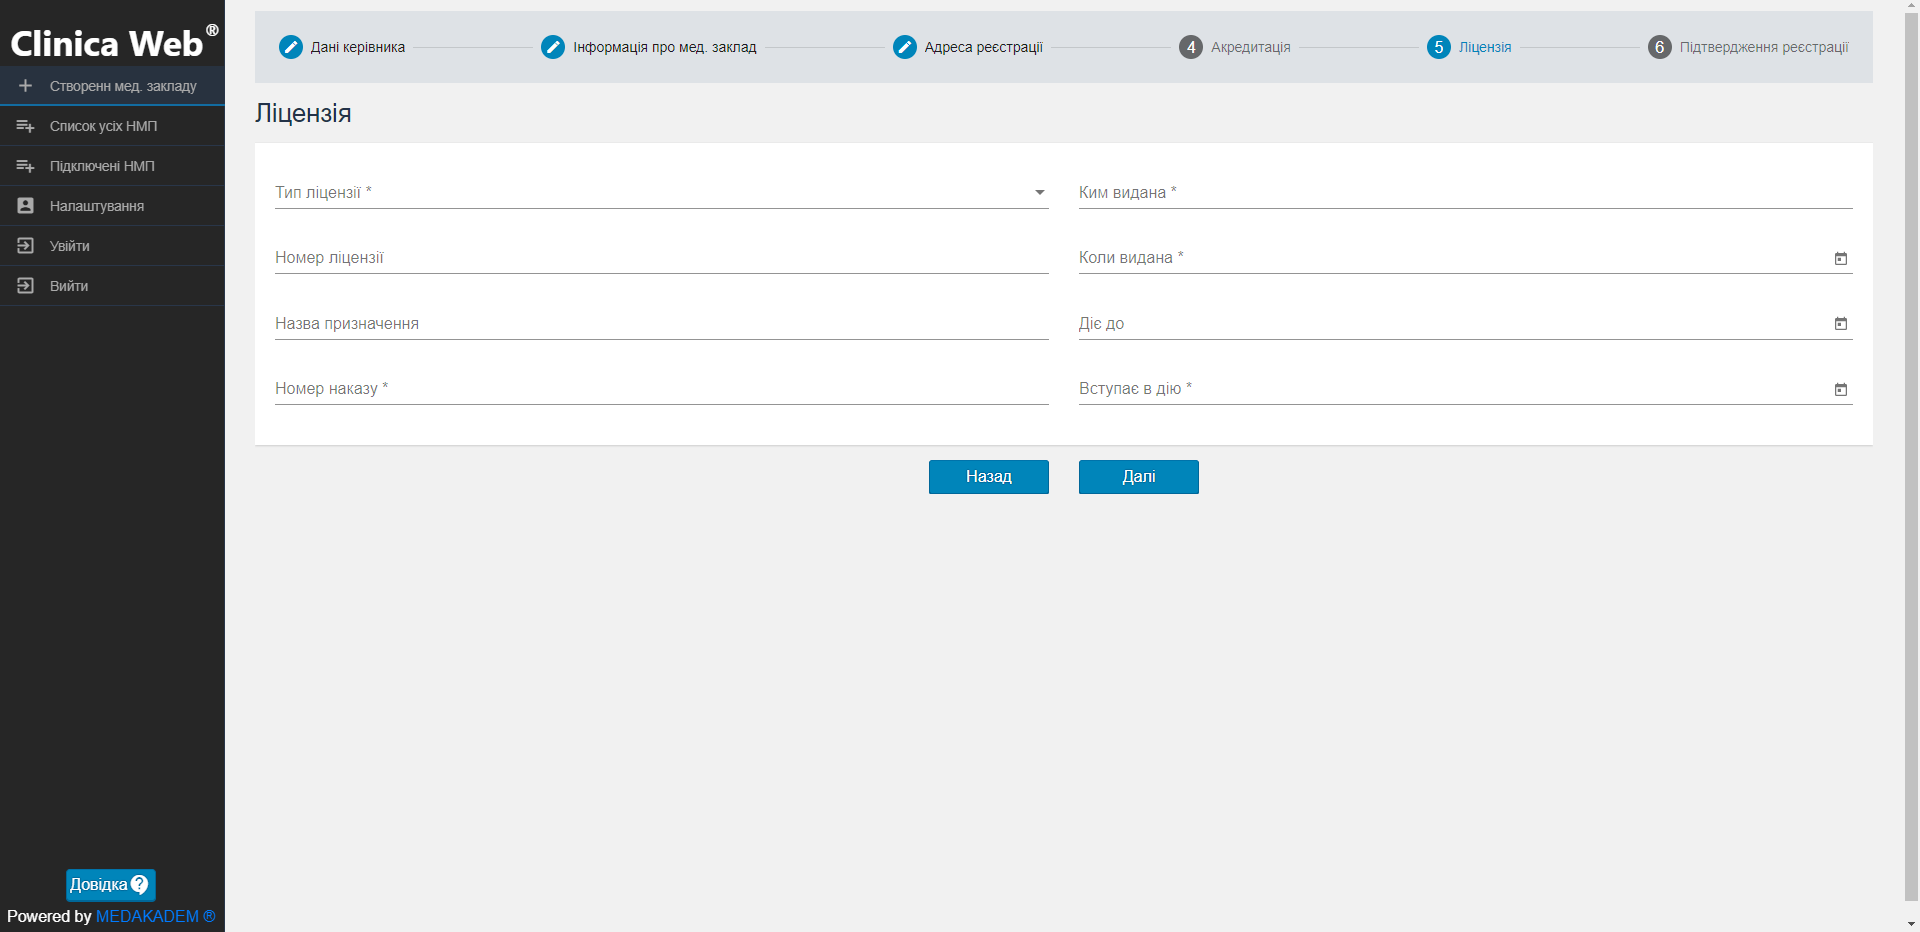 Clinica Web®
Створенн мед. закладу
Список усіх НМП
Підключені НМП
Налаштування
Увійти
Вийти
Довідка ?
Powered by MEDAKADEM ®
Дані керівника
Інформація про мед. заклад
Адреса реєстрації
4 Акредитація
5 Ліцензія
6 Підтвердження реєстрації
Ліцензія
Тип ліцензії *
Ким видана *
Номер ліцензії
Коли видана *
Назва призначення
Діє до
Номер наказу *
Вступає в дію *
Назад
Далі